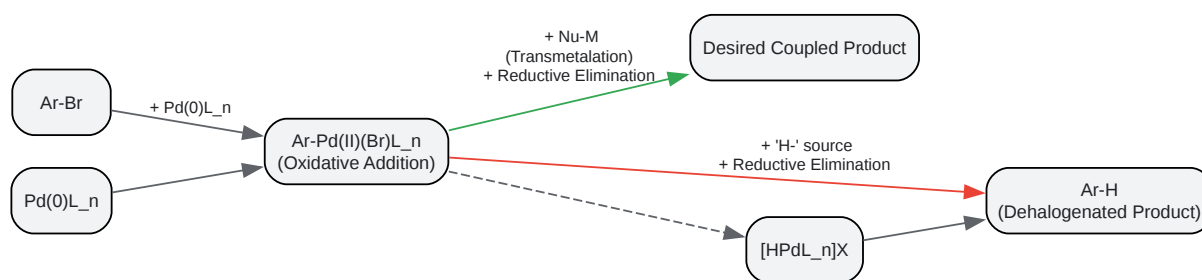 Ar-Br
Pd(0)L_n
+ Pd(0)L_n
Ar-Pd(II)(Br)L_n
(Oxidative Addition)
+ Nu-M
(Transmetalation)
+ Reductive Elimination
Desired Coupled Product
+ 'H-' source
+ Reductive Elimination
[HPdL_n]X
Ar-H
(Dehalogenated Product)